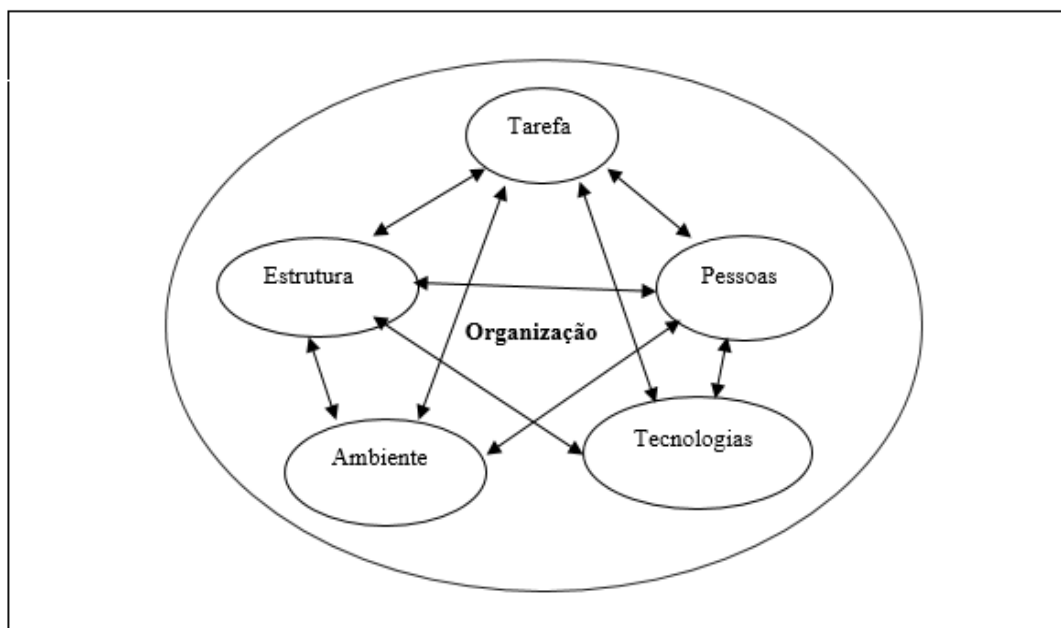 Tarefa
Estrutura
Pessoas
Organização
Ambiente
Tecnologias